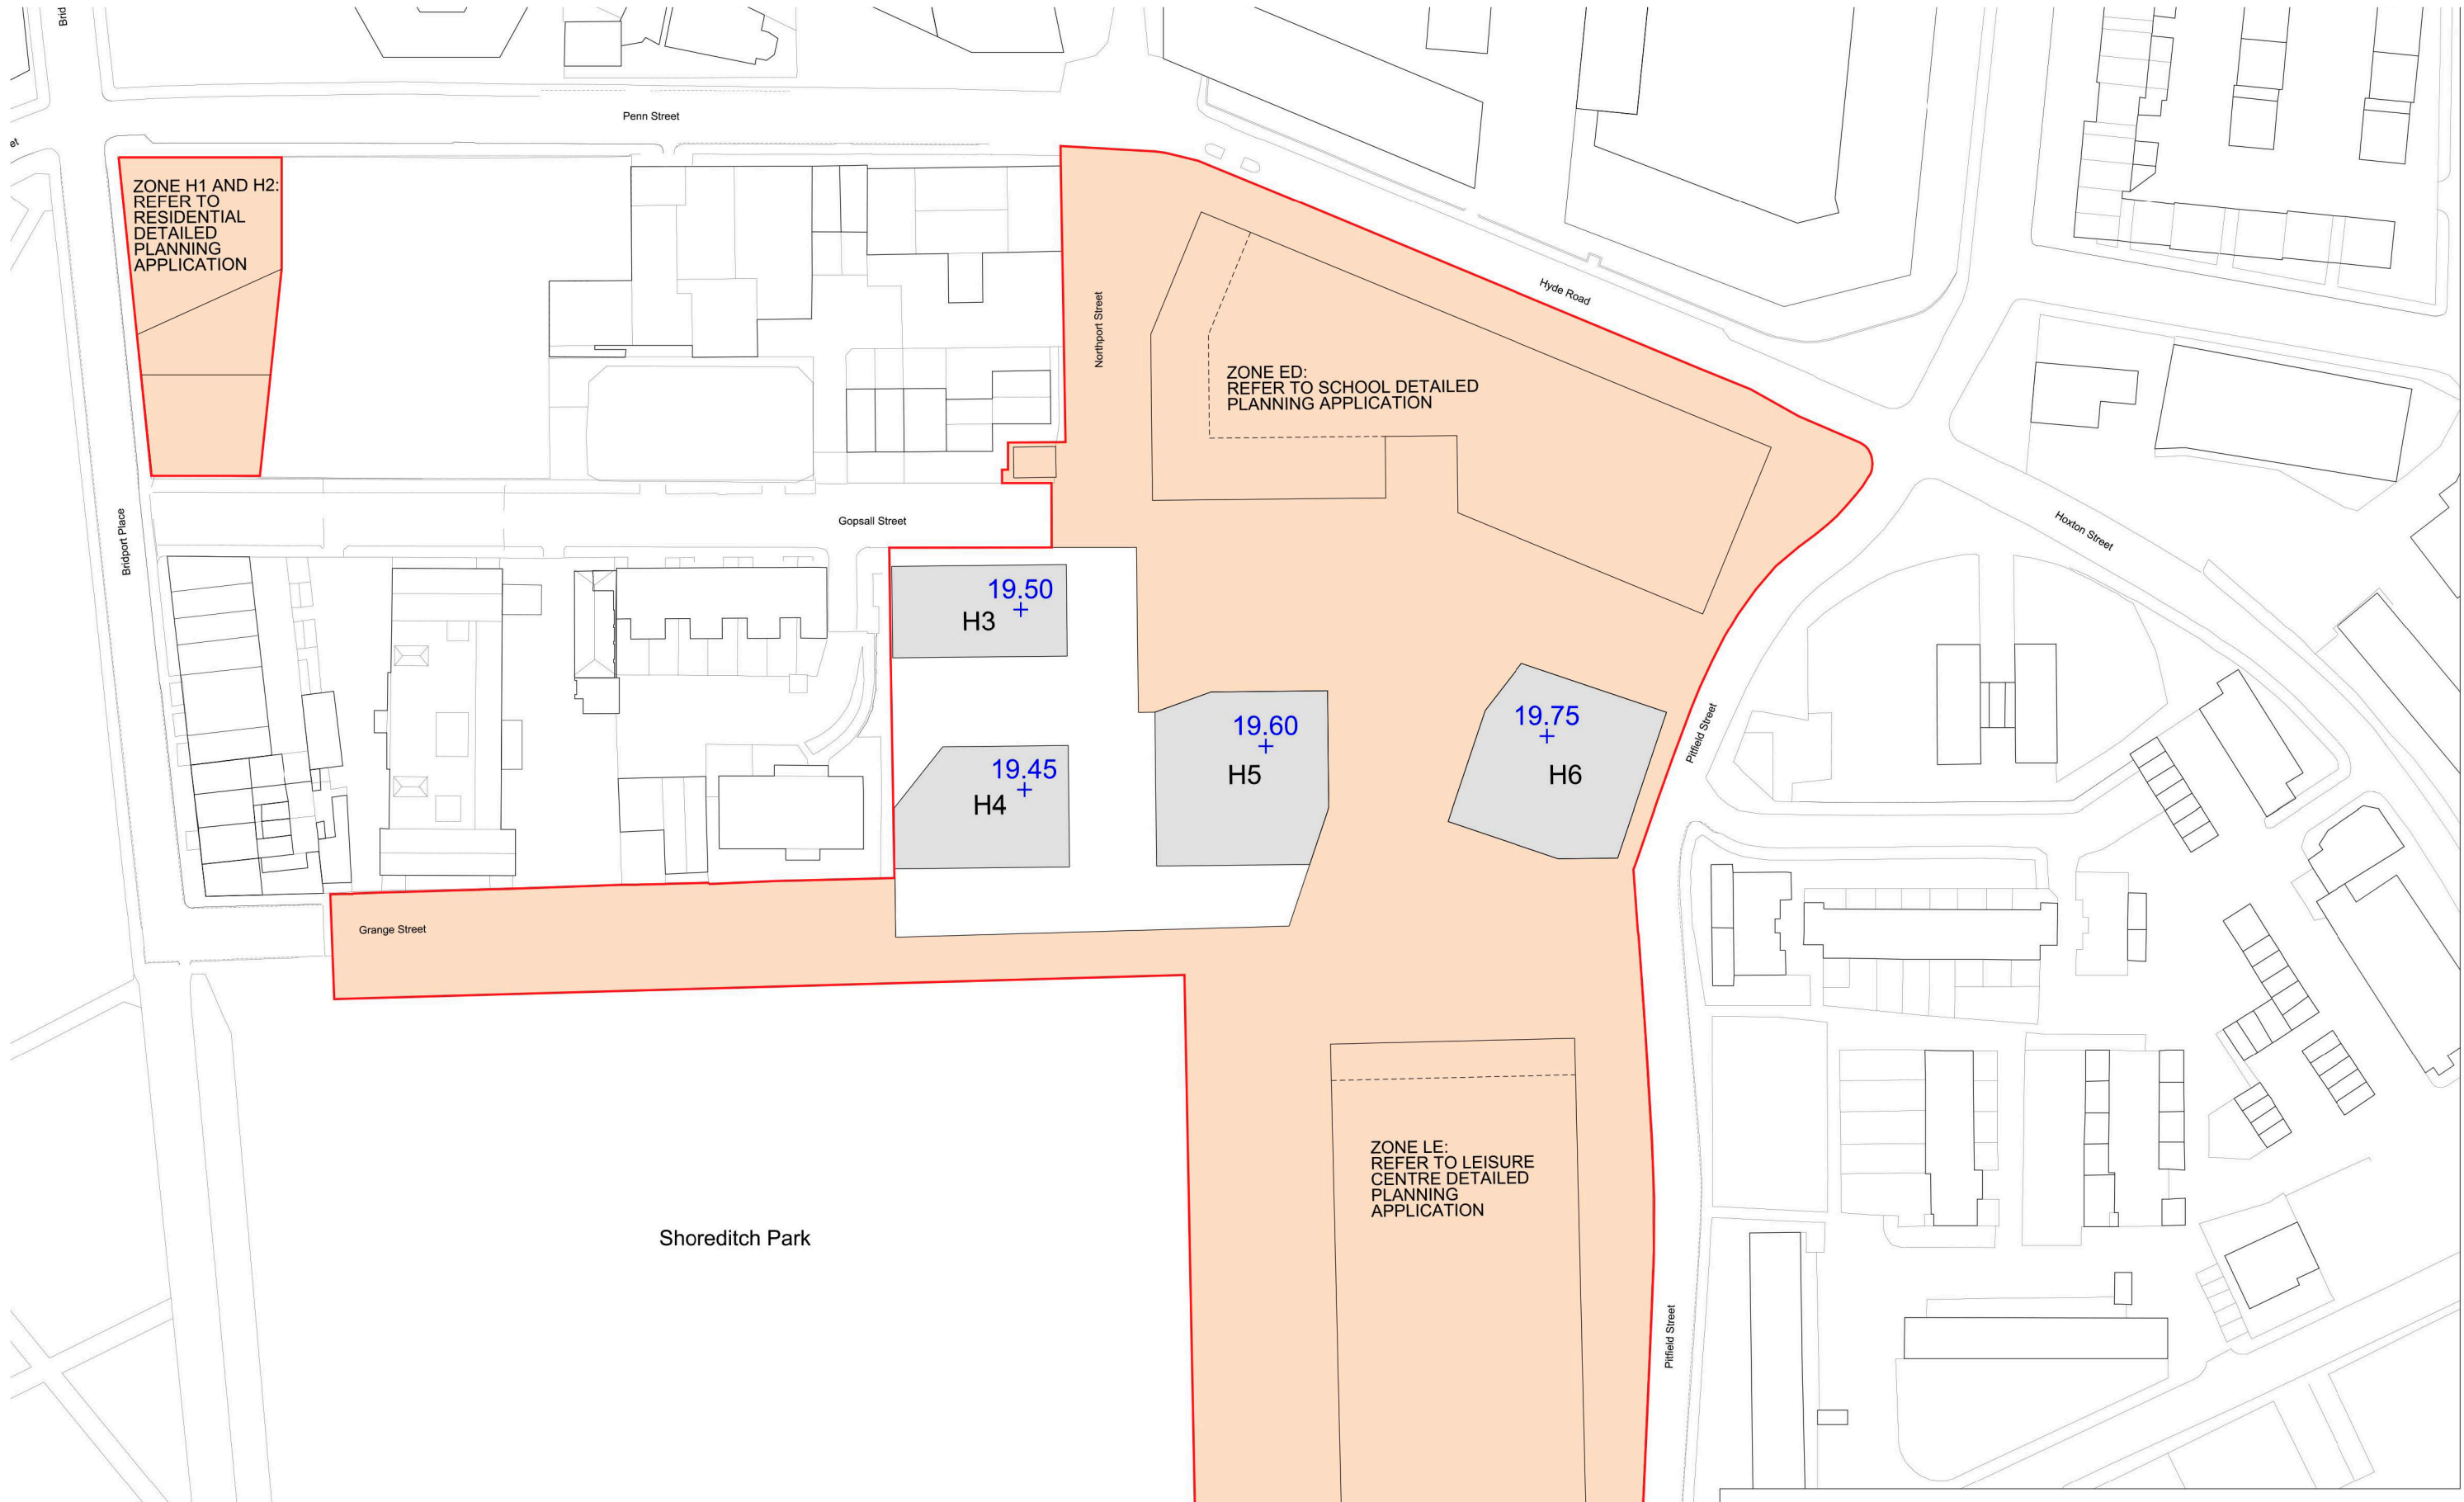 Brid
et
Penn Street
ZONE H1 AND H2:
REFER TO
RESIDENTIAL
DETAILED
PLANNING
APPLICATION
Northport Street
Hyde Road
ZONE ED:
REFER TO SCHOOL DETAILED
PLANNING APPLICATION
Bridport Place
Gopsall Street
Hoxton Street
19.50
H3
19.45
H4
19.60
H5
19.75
H6
Pitfield Street
Grange Street
ZONE LE:
REFER TO LEISURE
CENTRE DETAILED
PLANNING
APPLICATION
Shoreditch Park
Pitfield Street